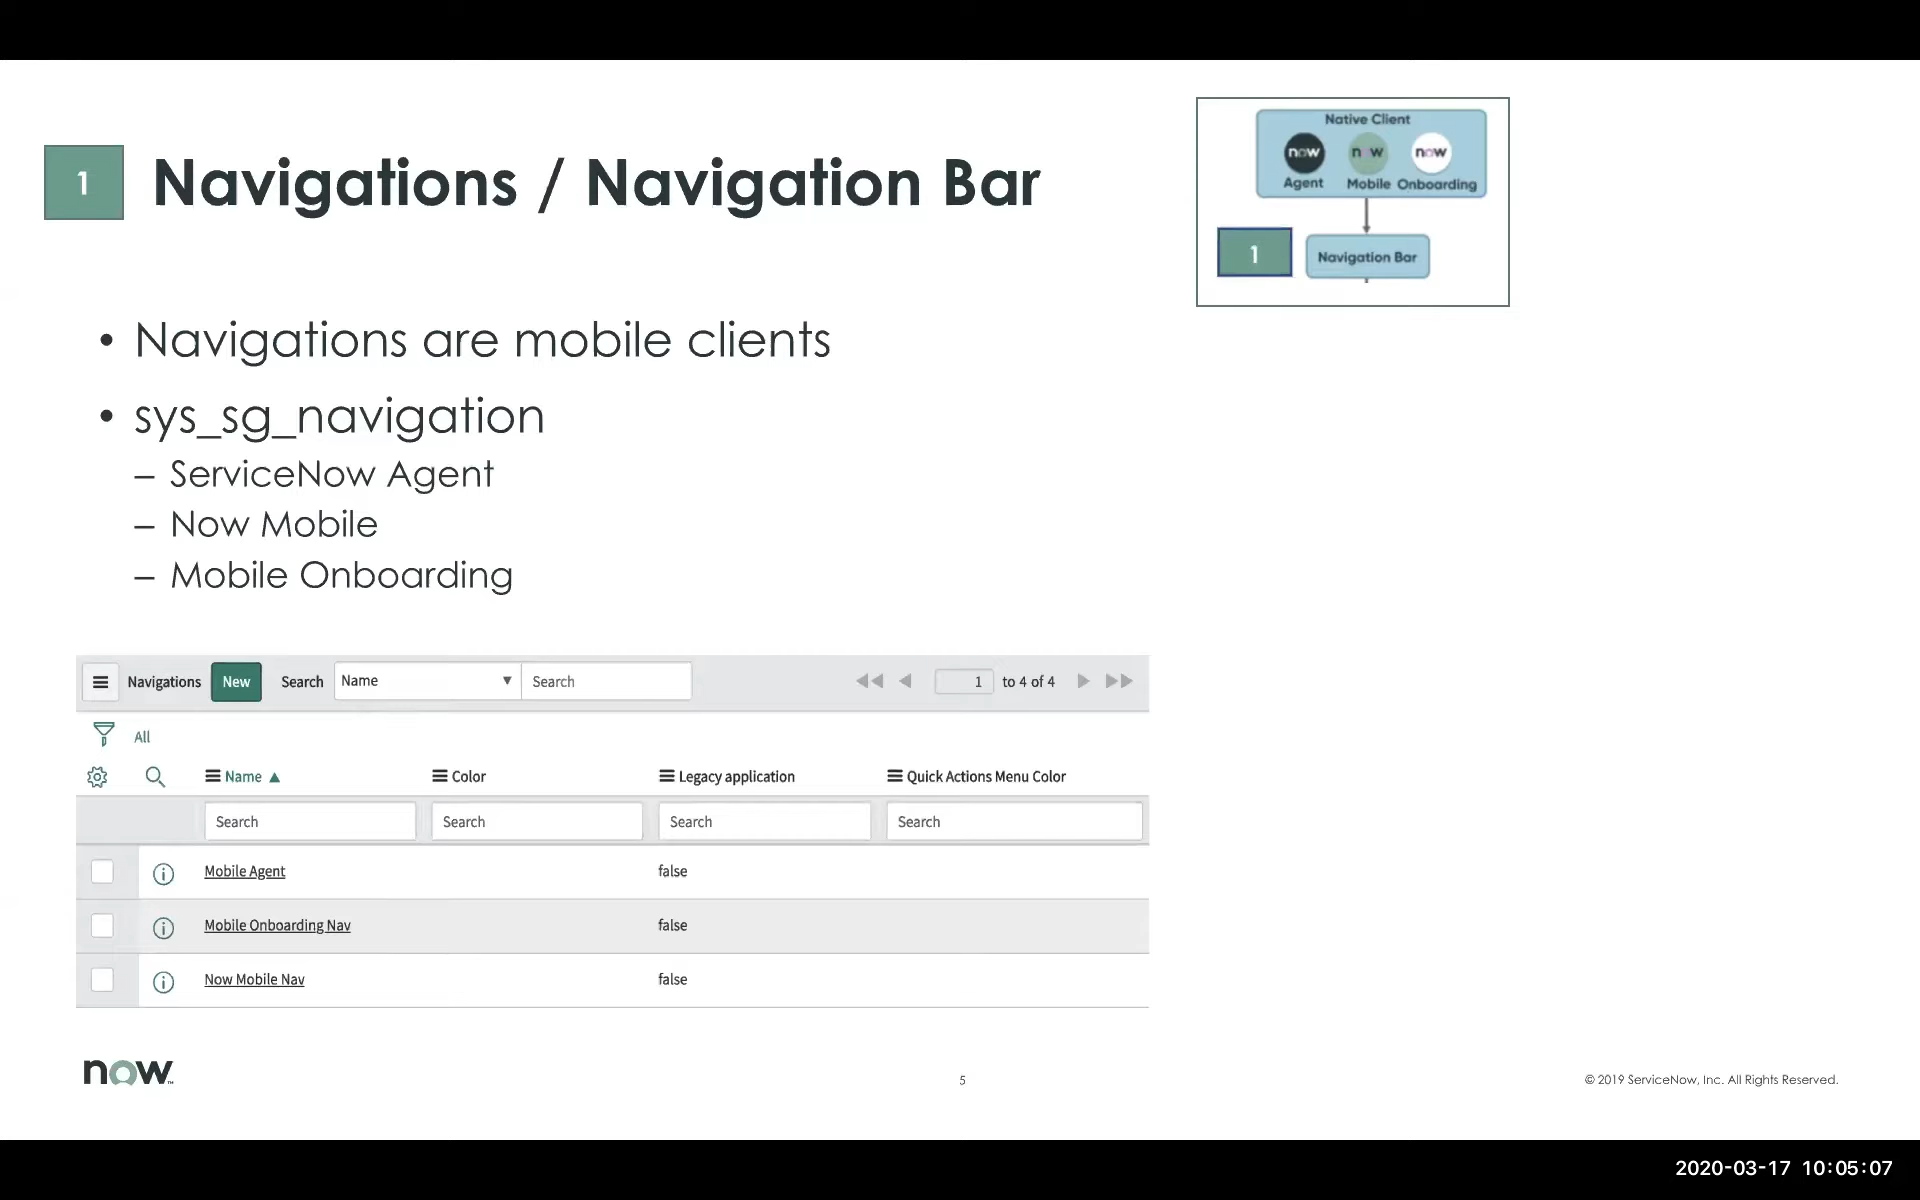 1
Navigations / Navigation Bar
Native Client
now now now
Agent Mobile Onboarding
1
Navigation Bar
• Navigations are mobile clients
• sys_sg_navigation
– ServiceNow Agent
– Now Mobile
– Mobile Onboarding
Navigations New Search Name Search 1 to 4 of 4
All
Name Color Legacy application Quick Actions Menu Color
Search Search Search Search
Mobile Agent false
Mobile Onboarding Nav false
Now Mobile Nav false
now
5
© 2019 ServiceNow, Inc. All Rights Reserved.
2020-03-17 10:05:07